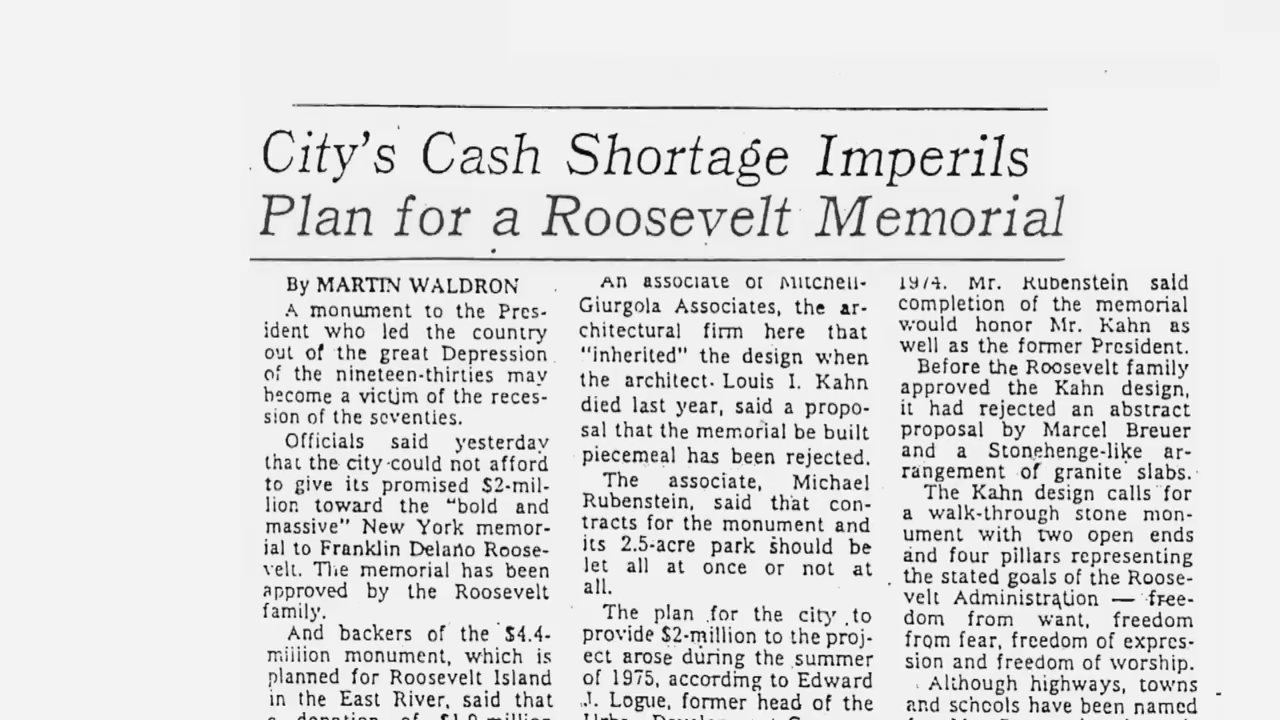 City's Cash Shortage Imperils
Plan for a Roosevelt Memorial
By MARTIN WALDRON
A monument to the Pres-
ident who led the country
out of the great Depression
of the nineteen-thirties may
become a victim of the reces-
sion of the seventies.
Officials said yesterday
that the city could not afford
to give its promised $2-mil-
lion toward the "bold and
massive" New York memor-
ial to Franklin Delano Roose-
velt. The memorial has been
approved by the Roosevelt
family.
And backers of the $4.4-
million monument, which is
planned for Roosevelt Island
in the East River, said that
a donation of
An associate of Mitchell-
Giurgola Associates, the ar-
chitectural firm here that
"inherited" the design when
the architect. Louis I. Kahn
died last year, said a propo-
sal that the memorial be built
piecemeal has been rejected.
The associate, Michael
Rubenstein, said that con-
tracts for the monument and
its 2.5-acre park should be
let all at once or not at
all.
The plan for the city to
provide $2-million to the proj-
ect arose during the summer
of 1975, according to Edward
J. Logue, former head of the
1974. Mr. Rubenstein said
completion of the memorial
would honor Mr. Kahn as
well as the former President.
Before the Roosevelt family
approved the Kahn design,
it had rejected an abstract
proposal by Marcel Breuer
and a Stonehenge-like ar-
rangement of granite slabs.
The Kahn design calls for
a walk-through stone mon-
ument with two open ends
and four pillars representing
the stated goals of the Roose-
velt Administration — free-
dom from want, freedom
from fear, freedom of expres-
sion and freedom of worship.
Although highways, towns
and schools have been named